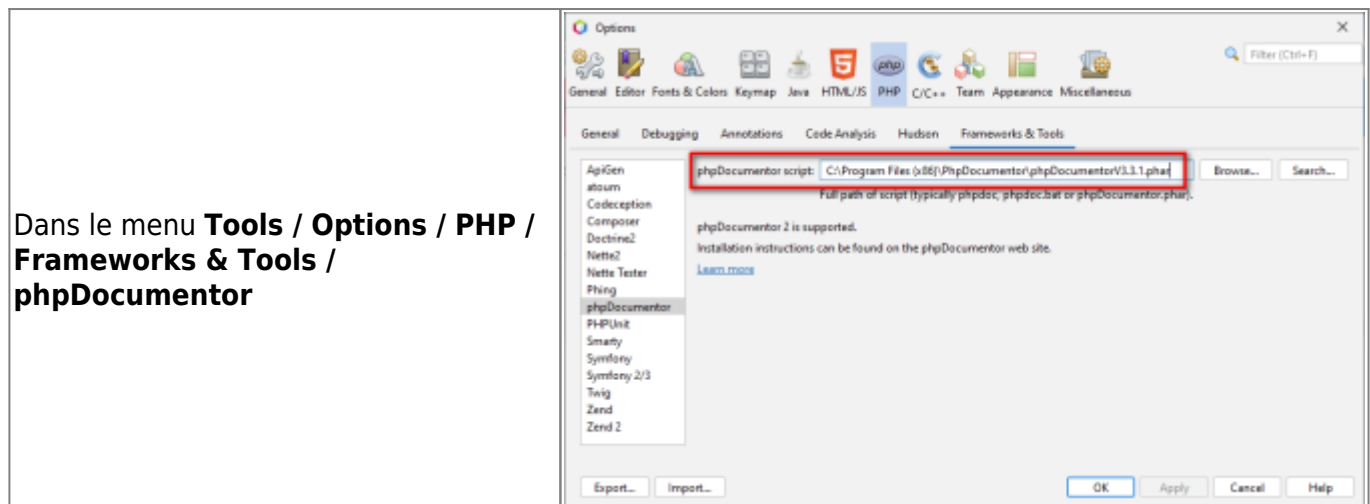 Dans le menu Tools / Options / PHP /
Frameworks & Tools /
phpDocumentor
Options
Filter (Ctrl+F)
General Editor Fonts & Colors Keymap Java HTML/JS PHP C/C++ Team Appearance Miscellaneous
General Debugging Annotations Code Analysis Hudson Frameworks & Tools
ApiGen
atoum
Codeception
Composer
Doctrine2
Nette2
Nette Tester
Phing
phpDocumentor
PHPUnit
Smarty
Symfony
Symfony 2/3
Twig
Zend
Zend 2
phpDocumentor script: C:\Program Files (x86)\PhpDocumentor\phpDocumentorV3.3.1.phar Browse... Search...
Full path of script (typically phpdoc, phpdoc.bat or phpDocumentor.phar).
phpDocumentor 2 is supported.
Installation instructions can be found on the phpDocumentor web site.
Learn more
Export... Import... OK Apply Cancel Help